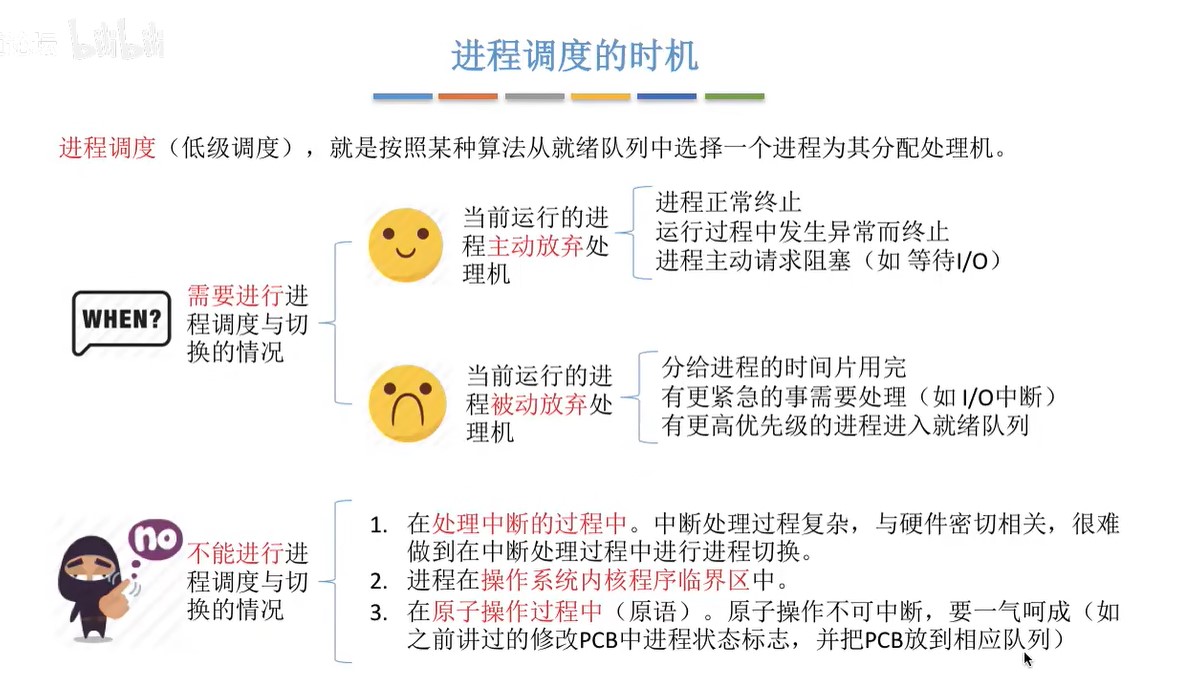 bilibili
进程调度的时机
进程调度（低级调度），就是按照某种算法从就绪队列中选择一个进程为其分配处理机。
WHEN?
需要进行进
程调度与切
换的情况
当前运行的进
程主动放弃处
理机
进程正常终止
运行过程中发生异常而终止
进程主动请求阻塞（如 等待I/O）
当前运行的进
程被动放弃处
理机
分给进程的时间片用完
有更紧急的事需要处理（如 I/O中断）
有更高优先级的进程进入就绪队列
no
不能进行进
程调度与切
换的情况
1. 在处理中断的过程中。中断处理过程复杂，与硬件密切相关，很难
做到在中断处理过程中进行进程切换。
2. 进程在操作系统内核程序临界区中。
3. 在原子操作过程中（原语）。原子操作不可中断，要一气呵成（如
之前讲过的修改PCB中进程状态标志，并把PCB放到相应队列）